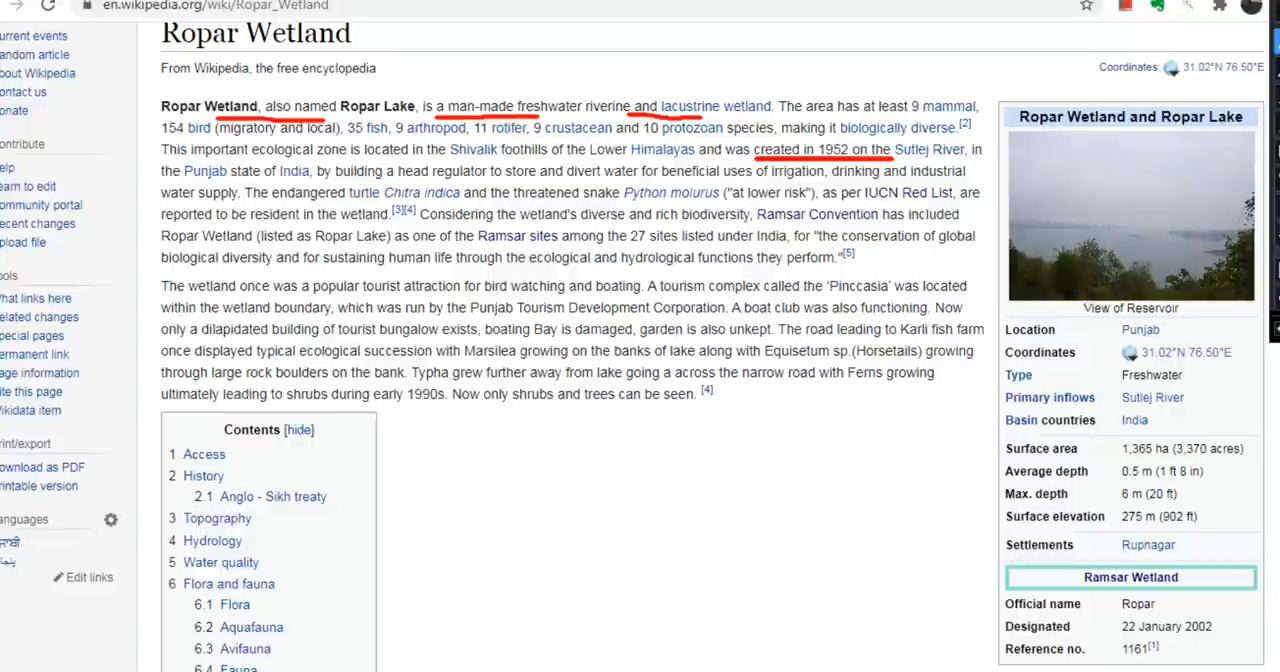 en.wikipedia.org/wiki/Ropar_Wetland
urrent events
andom article
bout Wikipedia
ontact us
onate
ontribute
elp
earn to edit
ommunity portal
ecent changes
pload file
ools
hat links here
elated changes
pecial pages
ermanent link
age information
ite this page
ikidata item
rint/export
ownload as PDF
rintable version
anguages
ਪੰਜਾਬੀ
Edit links
Ropar Wetland
From Wikipedia, the free encyclopedia
Coordinates: 31.02°N 76.50°E
Ropar Wetland, also named Ropar Lake, is a man-made freshwater riverine and lacustrine wetland. The area has at least 9 mammal,
154 bird (migratory and local), 35 fish, 9 arthropod, 11 rotifer, 9 crustacean and 10 protozoan species, making it biologically diverse.[2]
This important ecological zone is located in the Shivalik foothills of the Lower Himalayas and was created in 1952 on the Sutlej River, in
the Punjab state of India, by building a head regulator to store and divert water for beneficial uses of irrigation, drinking and industrial
water supply. The endangered turtle Chitra indica and the threatened snake Python molurus ("at lower risk"), as per IUCN Red List, are
reported to be resident in the wetland.[3][4] Considering the wetland's diverse and rich biodiversity, Ramsar Convention has included
Ropar Wetland (listed as Ropar Lake) as one of the Ramsar sites among the 27 sites listed under India, for "the conservation of global
biological diversity and for sustaining human life through the ecological and hydrological functions they perform."[5]
The wetland once was a popular tourist attraction for bird watching and boating. A tourism complex called the ‘Pinccasia’ was located
within the wetland boundary, which was run by the Punjab Tourism Development Corporation. A boat club was also functioning. Now
only a dilapidated building of tourist bungalow exists, boating Bay is damaged, garden is also unkept. The road leading to Karli fish farm
once displayed typical ecological succession with Marsilea growing on the banks of lake along with Equisetum sp.(Horsetails) growing
through large rock boulders on the bank. Typha grew further away from lake going a across the narrow road with Ferns growing
ultimately leading to shrubs during early 1990s. Now only shrubs and trees can be seen. [4]
Contents [hide]
1 Access
2 History
2.1 Anglo - Sikh treaty
3 Topography
4 Hydrology
5 Water quality
6 Flora and fauna
6.1 Flora
6.2 Aquafauna
6.3 Avifauna
6.4 Fauna
Ropar Wetland and Ropar Lake
View of Reservoir
Location Punjab
Coordinates 31.02°N 76.50°E
Type Freshwater
Primary inflows Sutlej River
Basin countries India
Surface area 1,365 ha (3,370 acres)
Average depth 0.5 m (1 ft 8 in)
Max. depth 6 m (20 ft)
Surface elevation 275 m (902 ft)
Settlements Rupnagar
Ramsar Wetland
Official name Ropar
Designated 22 January 2002
Reference no. 1161[1]